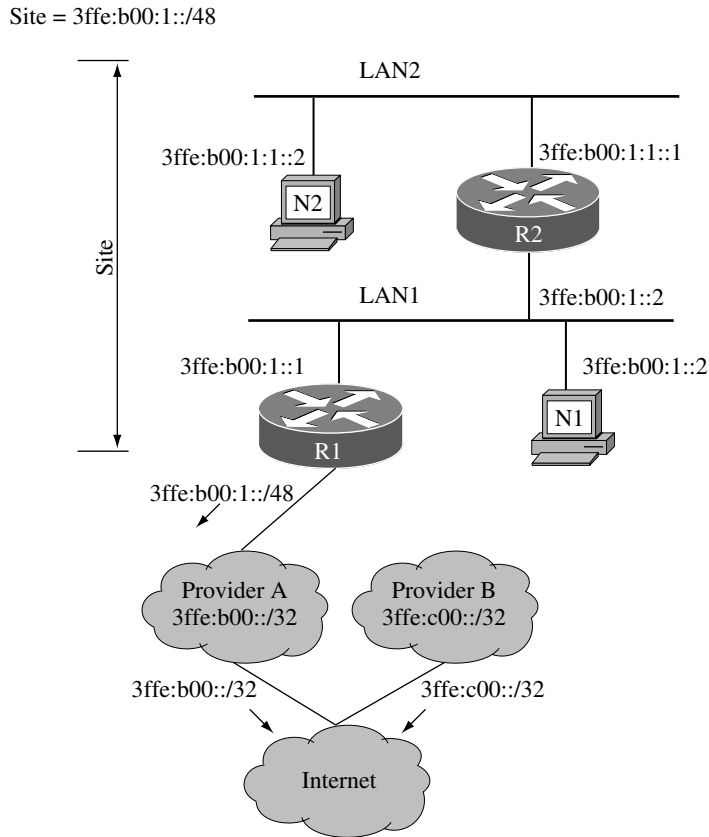 Site = 3ffe:b00:1::/48
LAN2
3ffe:b00:1:1::2
3ffe:b00:1:1::1
N2
R2
Site
LAN1
3ffe:b00:1::2
3ffe:b00:1::1
3ffe:b00:1::2
N1
R1
3ffe:b00:1::/48
Provider A
3ffe:b00::/32
Provider B
3ffe:c00::/32
3ffe:b00::/32
3ffe:c00::/32
Internet